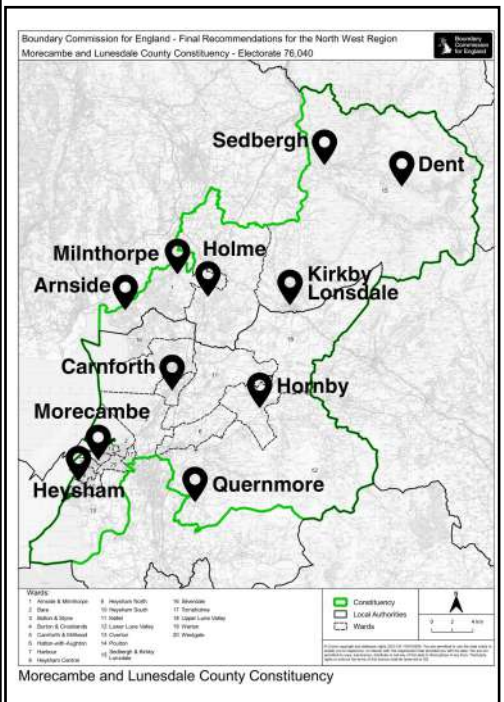 Boundary Commission for England - Final Recommendations for the North West Region
Morecambe and Lunesdale County Constituency - Electorate 76,040
Boundary
Commission
for England
Sedbergh
Dent
Milnthorpe
Holme
Arnside
Kirkby
Lonsdale
Carnforth
Hornby
Morecambe
Heysham
Quernmore
Wards:
1 Arnside & Milnthorpe
2 Bare
3 Bolton & Slyne
4 Burton & Crooklands
5 Carnforth & Millhead
6 Halton-with-Aughton
7 Harbour
8 Heysham Central
9 Heysham North
10 Heysham South
11 Kellet
12 Lower Lune Valley
13 Overton
14 Poulton
15 Sedbergh & Kirkby
Lonsdale
16 Silverdale
17 Torrisholme
18 Upper Lune Valley
19 Warton
20 Westgate
Constituency
Local Authorities
Wards
N
0 2 4 km
Morecambe and Lunesdale County Constituency